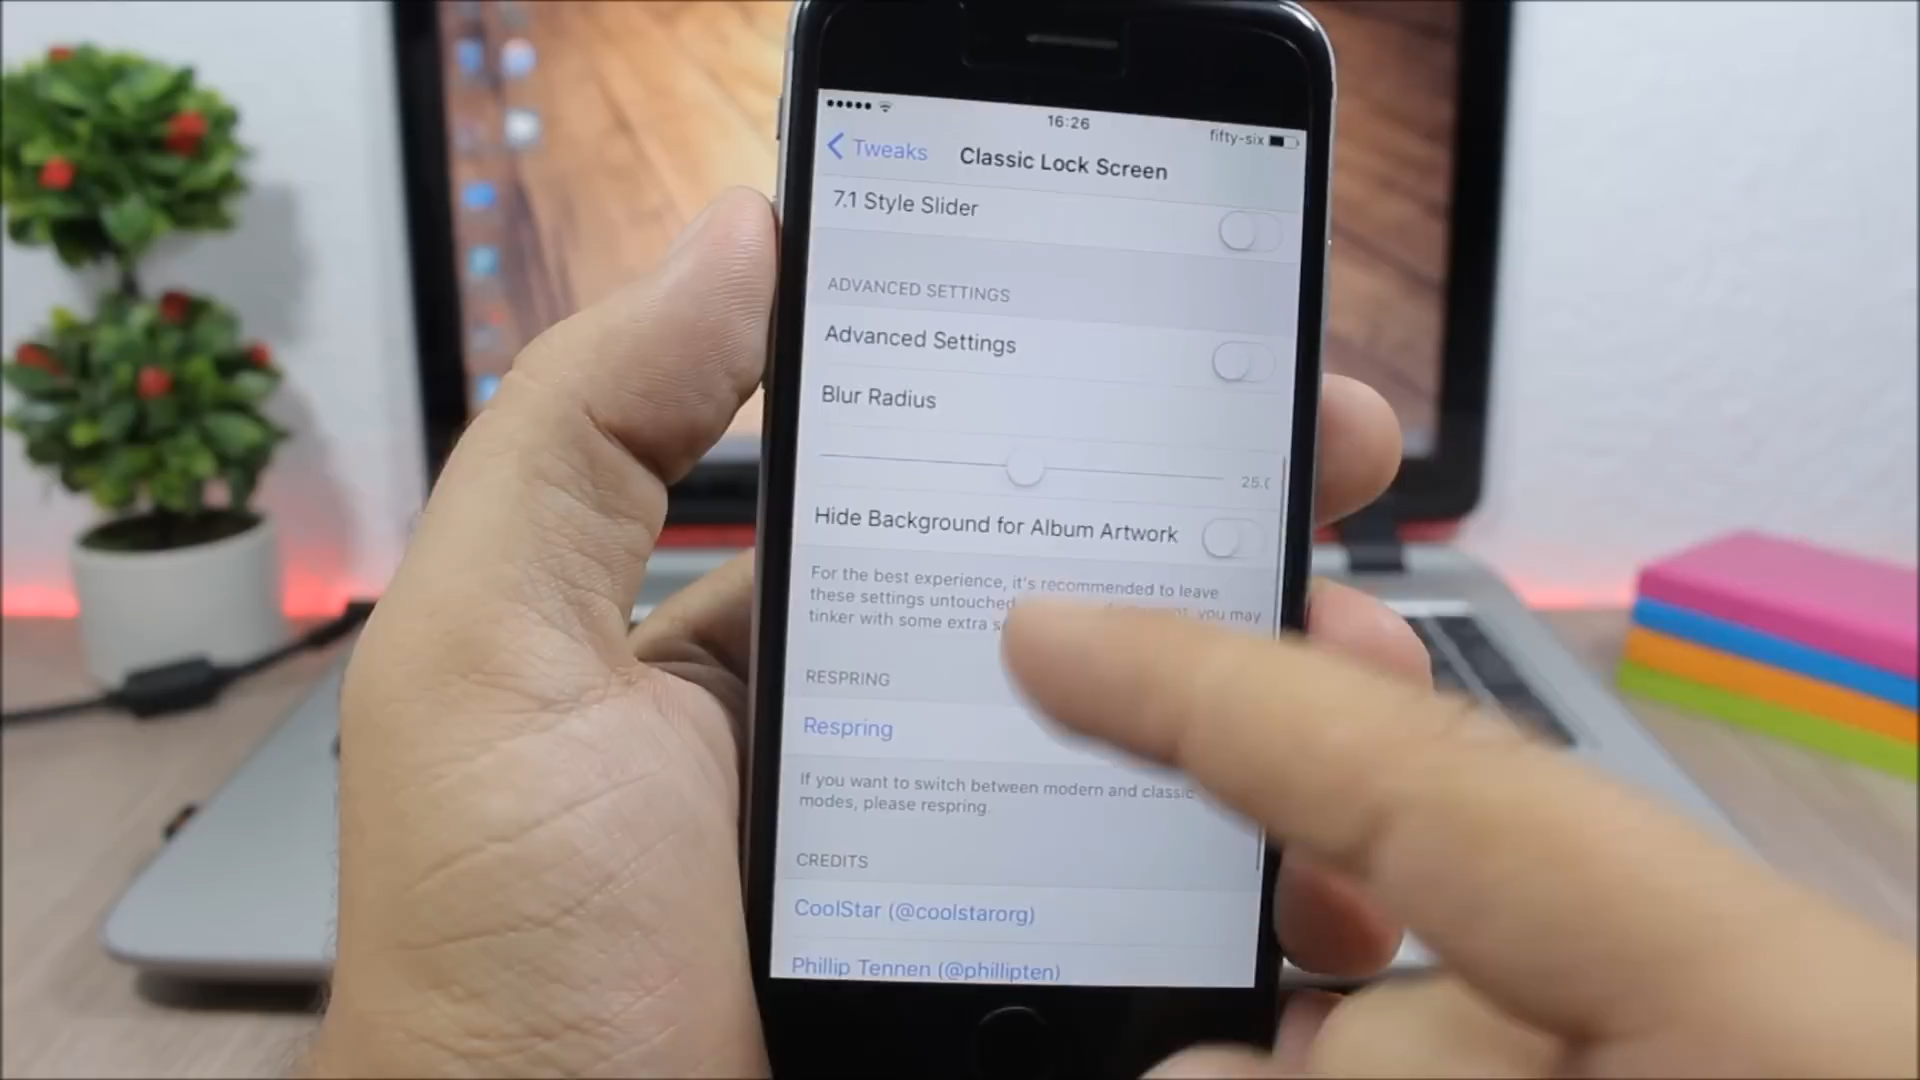 16:26
fifty-six
Tweaks
Classic Lock Screen
7.1 Style Slider
ADVANCED SETTINGS
Advanced Settings
Blur Radius
25.0
Hide Background for Album Artwork
For the best experience, it's recommended to leave
these settings untouched you may
tinker with some extra
RESPRING
Respring
If you want to switch between modern and classic
modes, please respring.
CREDITS
CoolStar (@coolstarorg)
Phillip Tennen (@phillipten)